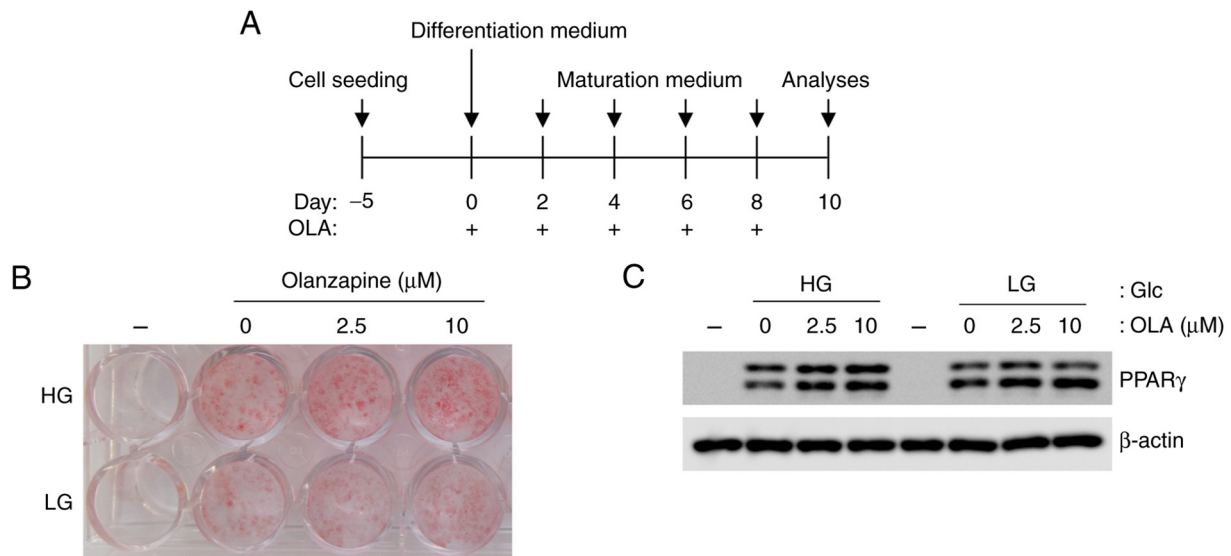 A
Differentiation medium
Cell seeding Maturation medium Analyses
Day: −5 0 2 4 6 8 10
OLA: + + + + +
B
Olanzapine (μM)
− 0 2.5 10
HG
LG
C
HG LG : Glc
− 0 2.5 10 − 0 2.5 10 : OLA (μM)
PPARγ
β-actin